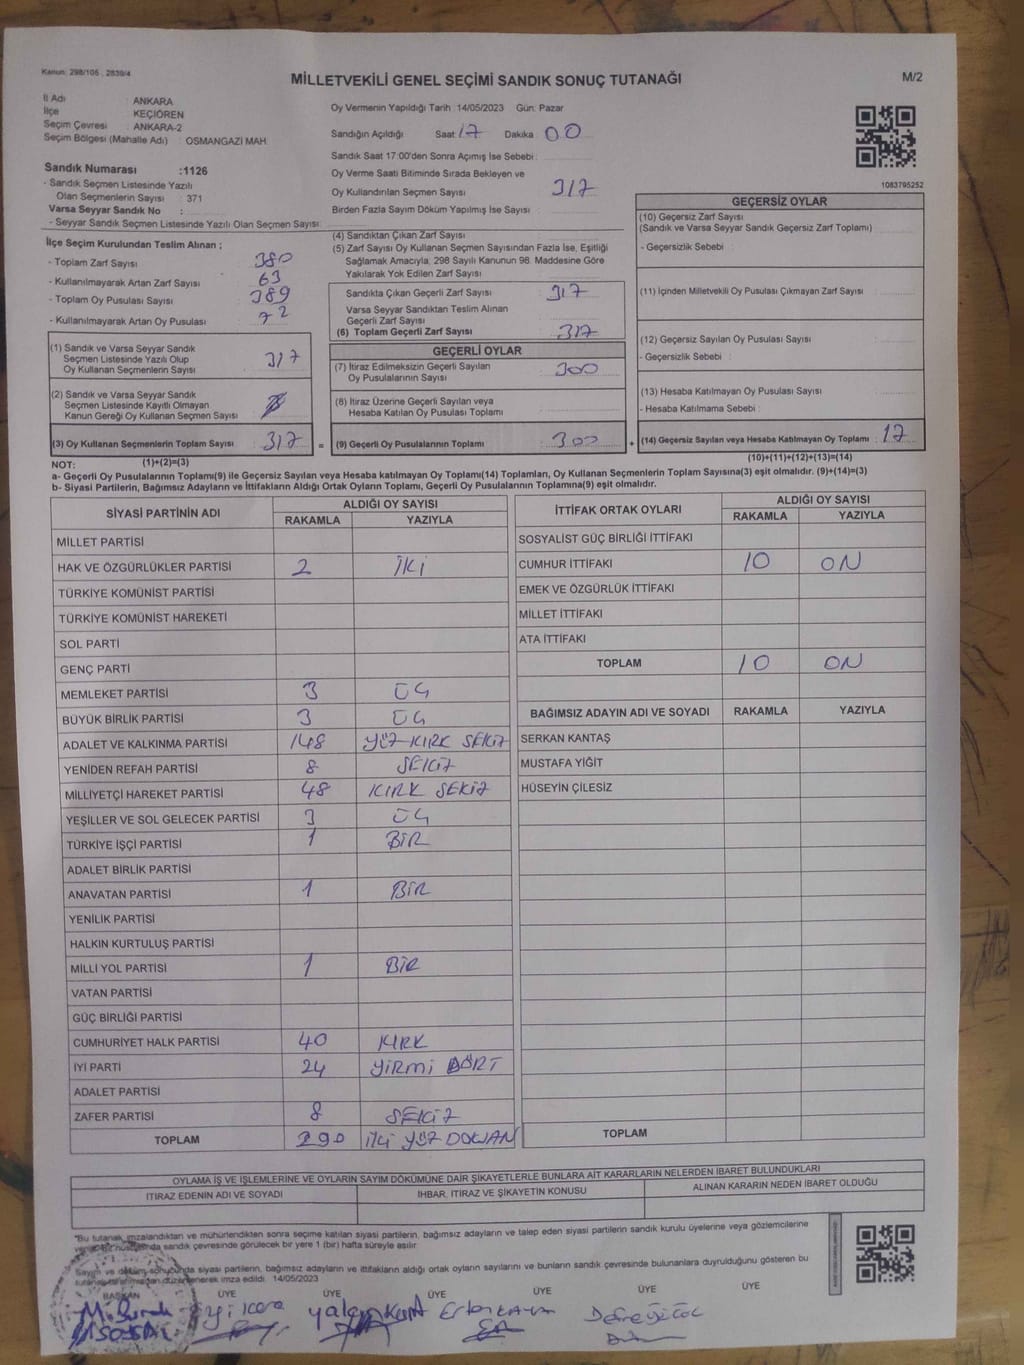 Kanun: 298/105 , 2839/4
MİLLETVEKİLİ GENEL SEÇİMİ SANDIK SONUÇ TUTANAĞI
M/2
İl Adı : ANKARA
İlçe : KEÇİÖREN
Seçim Çevresi : ANKARA-2
Seçim Bölgesi (Mahalle Adı) : OSMANGAZİ MAH.
Oy Vermenin Yapıldığı Tarih 14/05/2023 Gün: Pazar
Sandığın Açıldığı Saat 17 Dakika 00
Sandık Saat 17:00'den Sonra Açımış İse Sebebi :
Oy Verme Saati Bitiminde Sırada Bekleyen ve
Oy Kullandırılan Seçmen Sayısı 317
Birden Fazla Sayım Döküm Yapılmış İse Sayısı
1083795252
Sandık Numarası :1126
- Sandık Seçmen Listesinde Yazılı
Olan Seçmenlerin Sayısı : 371
Varsa Seyyar Sandık No :
- Seyyar Sandık Seçmen Listesinde Yazılı Olan Seçmen Sayısı :
İlçe Seçim Kurulundan Teslim Alınan ;
- Toplam Zarf Sayısı 380
- Kullanılmayarak Artan Zarf Sayısı 63
- Toplam Oy Pusulası Sayısı 389
- Kullanılmayarak Artan Oy Pusulası 72
(1) Sandık ve Varsa Seyyar Sandık
Seçmen Listesinde Yazılı Olup
Oy Kullanan Seçmenlerin Sayısı 317
(2) Sandık ve Varsa Seyyar Sandık
Seçmen Listesinde Kayıtlı Olmayan
Kanun Gereği Oy Kullanan Seçmen Sayısı
(3) Oy Kullanan Seçmenlerin Toplam Sayısı 317 =
(4) Sandıktan Çıkan Zarf Sayısı
(5) Zarf Sayısı Oy Kullanan Seçmen Sayısından Fazla İse, Eşitliği
Sağlamak Amacıyla, 298 Sayılı Kanunun 98. Maddesine Göre
Yakılarak Yok Edilen Zarf Sayısı
Sandıkta Çıkan Geçerli Zarf Sayısı 317
Varsa Seyyar Sandıktan Teslim Alınan
Geçerli Zarf Sayısı
(6) Toplam Geçerli Zarf Sayısı 317
GEÇERLİ OYLAR
(7) İtiraz Edilmeksizin Geçerli Sayılan
Oy Pusulalarının Sayısı 300
(8) İtiraz Üzerine Geçerli Sayılan veya
Hesaba Katılan Oy Pusulası Toplamı
(9) Geçerli Oy Pusulalarının Toplamı 300 +
GEÇERSİZ OYLAR
(10) Geçersiz Zarf Sayısı
(Sandık ve Varsa Seyyar Sandık Geçersiz Zarf Toplamı)
- Geçersizlik Sebebi :
(11) İçinden Milletvekili Oy Pusulası Çıkmayan Zarf Sayısı
(12) Geçersiz Sayılan Oy Pusulası Sayısı
- Geçersizlik Sebebi :
(13) Hesaba Katılmayan Oy Pusulası Sayısı
- Hesaba Katılmama Sebebi :
(14) Geçersiz Sayılan veya Hesaba Katılmayan Oy Toplamı : 17
NOT: (1)+(2)=(3) (10)+(11)+(12)+(13)=(14)
a- Geçerli Oy Pusulalarının Toplamı(9) ile Geçersiz Sayılan veya Hesaba katılmayan Oy Toplamı(14) Toplamları, Oy Kullanan Seçmenlerin Toplam Sayısına(3) eşit olmalıdır. (9)+(14)=(3)
b- Siyasi Partilerin, Bağımsız Adayların ve İttifakların Aldığı Ortak Oyların Toplamı, Geçerli Oy Pusulalarının Toplamına(9) eşit olmalıdır.
SİYASİ PARTİNİN ADI ALDIĞI OY SAYISI
RAKAMLA YAZIYLA
MİLLET PARTİSİ
HAK VE ÖZGÜRLÜKLER PARTİSİ 2 İKİ
TÜRKİYE KOMÜNİST PARTİSİ
TÜRKİYE KOMÜNİST HAREKETİ
SOL PARTİ
GENÇ PARTİ
MEMLEKET PARTİSİ 3 ÜÇ
BÜYÜK BİRLİK PARTİSİ 3 ÜÇ
ADALET VE KALKINMA PARTİSİ 148 YÜZ KIRK SEKİZ
YENİDEN REFAH PARTİSİ 8 SEKİZ
MİLLİYETÇİ HAREKET PARTİSİ 48 KIRK SEKİZ
YEŞİLLER VE SOL GELECEK PARTİSİ 3 ÜÇ
TÜRKİYE İŞÇİ PARTİSİ 1 BİR
ADALET BİRLİK PARTİSİ
ANAVATAN PARTİSİ 1 BİR
YENİLİK PARTİSİ
HALKIN KURTULUŞ PARTİSİ
MİLLİ YOL PARTİSİ 1 BİR
VATAN PARTİSİ
GÜÇ BİRLİĞİ PARTİSİ
CUMHURİYET HALK PARTİSİ 40 KIRK
İYİ PARTİ 24 YİRMİ DÖRT
ADALET PARTİSİ
ZAFER PARTİSİ 8 SEKİZ
TOPLAM 290 İKİ YÜZ DOKSAN
İTTİFAK ORTAK OYLARI ALDIĞI OY SAYISI
RAKAMLA YAZIYLA
SOSYALİST GÜÇ BİRLİĞİ İTTİFAKI
CUMHUR İTTİFAKI 10 ON
EMEK VE ÖZGÜRLÜK İTTİFAKI
MİLLET İTTİFAKI
ATA İTTİFAKI
TOPLAM 10 ON
BAĞIMSIZ ADAYIN ADI VE SOYADI RAKAMLA YAZIYLA
SERKAN KANTAŞ
MUSTAFA YİĞİT
HÜSEYİN ÇİLESİZ
TOPLAM
OYLAMA İŞ VE İŞLEMLERİNE VE OYLARIN SAYIM DÖKÜMÜNE DAİR ŞİKAYETLERLE BUNLARA AİT KARARLARIN NELERDEN İBARET BULUNDUKLARI
İTİRAZ EDENİN ADI VE SOYADI İHBAR, İTİRAZ VE ŞİKAYETİN KONUSU ALINAN KARARIN NEDEN İBARET OLDUĞU
"Bu tutanak imzalandıktan ve mühürlendikten sonra seçime katılan siyasi partilerin, bağımsız adayların ve talep eden siyasi partilerin sandık kurulu üyelerine veya gözlemcilerine
sandık çevresinde görülecek bir yere 1 (bir) hafta süreyle asılır.
Sayım ve döküm sonucunda siyasi partilerin, bağımsız adayların ve ittifakların aldığı ortak oyların sayılarını ve bunların sandık çevresinde bulunanlara duyrulduğunu gösteren bu
düzenlenerek imza edildi. 14/05/2023
BAŞKAN ÜYE ÜYE ÜYE ÜYE ÜYE